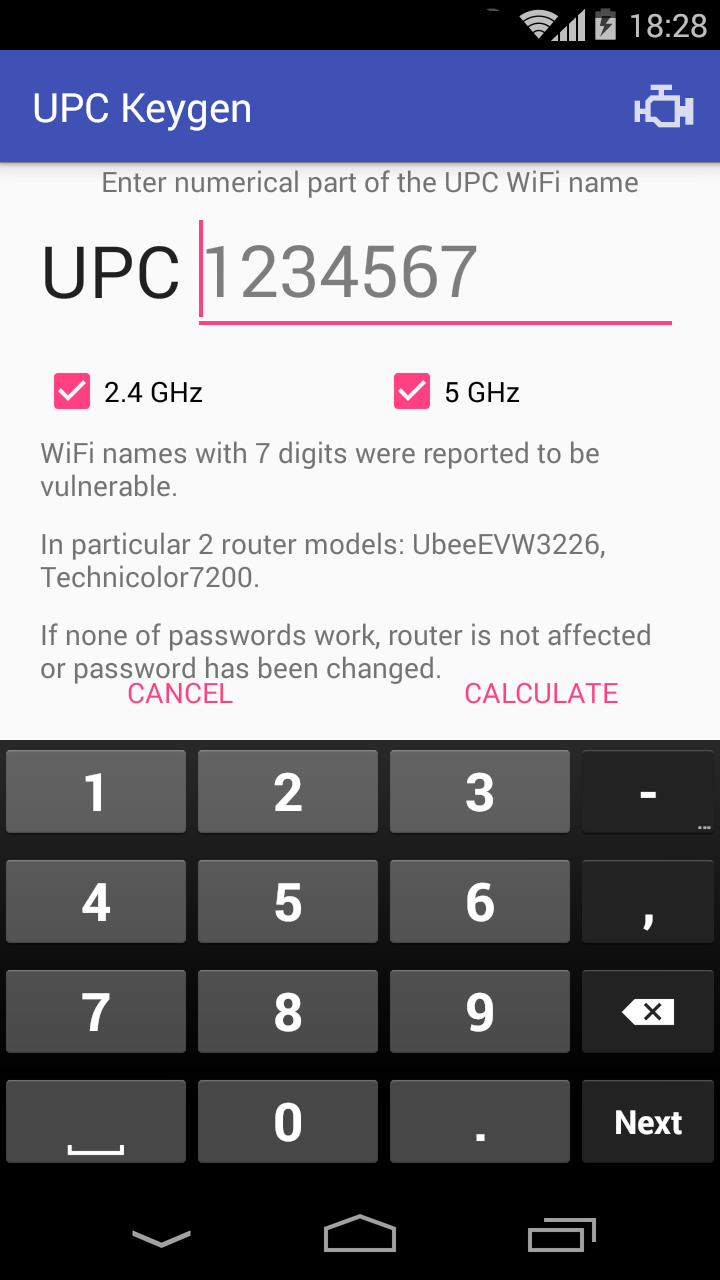 18:28
UPC Keygen
Enter numerical part of the UPC WiFi name
UPC 1234567
2.4 GHz 5 GHz
WiFi names with 7 digits were reported to be
vulnerable.
In particular 2 router models: UbeeEVW3226,
Technicolor7200.
If none of passwords work, router is not affected
or password has been changed.
CANCEL CALCULATE
1 2 3 -
...
4 5 6 ,
7 8 9
0 . Next